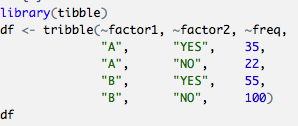 library(tibble)
df <- tribble(~factor1, ~factor2, ~freq,
"A", "YES", 35,
"A", "NO", 22,
"B", "YES", 55,
"B", "NO", 100)
df